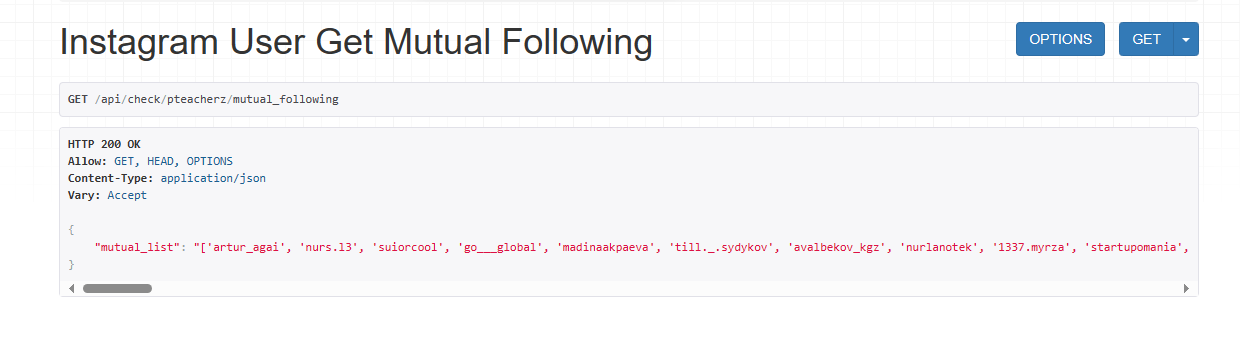 Instagram User Get Mutual Following
OPTIONS GET
GET /api/check/pteacherz/mutual_following
HTTP 200 OK
Allow: GET, HEAD, OPTIONS
Content-Type: application/json
Vary: Accept
{
"mutual_list": "['artur_agai', 'nurs.l3', 'suiorcool', 'go___global', 'madinaakpaeva', 'till._.sydykov', 'avalbekov_kgz', 'nurlanotek', '1337.myrza', 'startupomania',
}